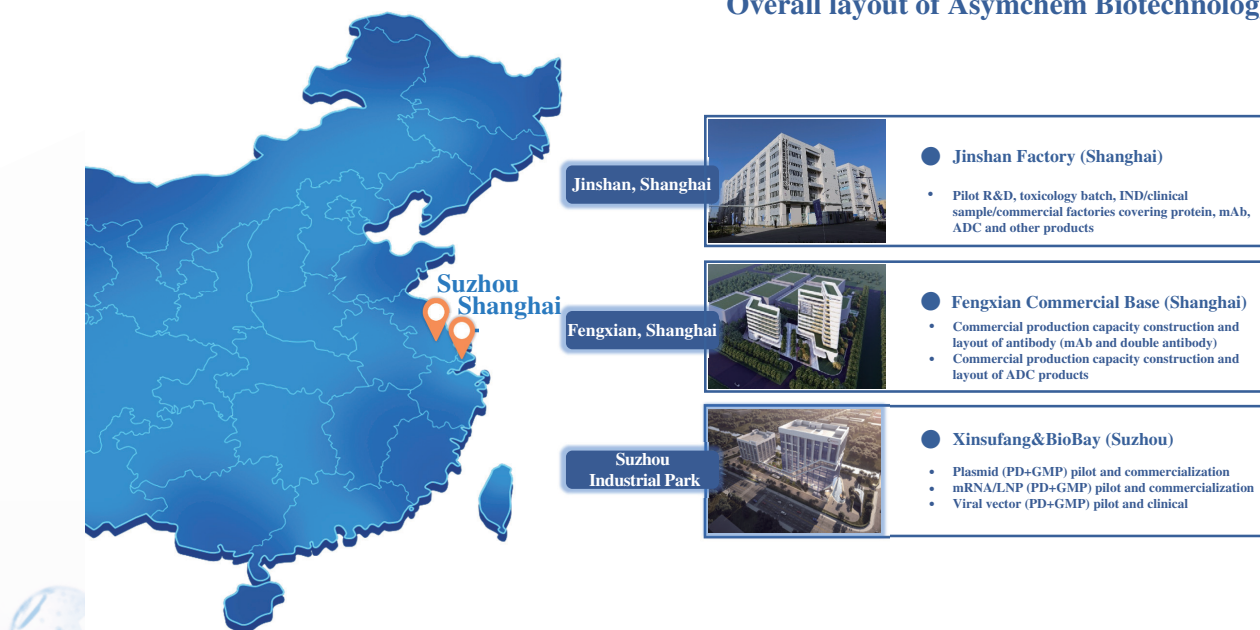 Overall layout of Asymchem Biotechnolog
Suzhou
Shanghai
Jinshan, Shanghai
Jinshan Factory (Shanghai)
• Pilot R&D, toxicology batch, IND/clinical
sample/commercial factories covering protein, mAb,
ADC and other products
Fengxian, Shanghai
Fengxian Commercial Base (Shanghai)
• Commercial production capacity construction and
layout of antibody (mAb and double antibody)
• Commercial production capacity construction and
layout of ADC products
Suzhou
Industrial Park
Xinsufang&BioBay (Suzhou)
• Plasmid (PD+GMP) pilot and commercialization
• mRNA/LNP (PD+GMP) pilot and commercialization
• Viral vector (PD+GMP) pilot and clinical